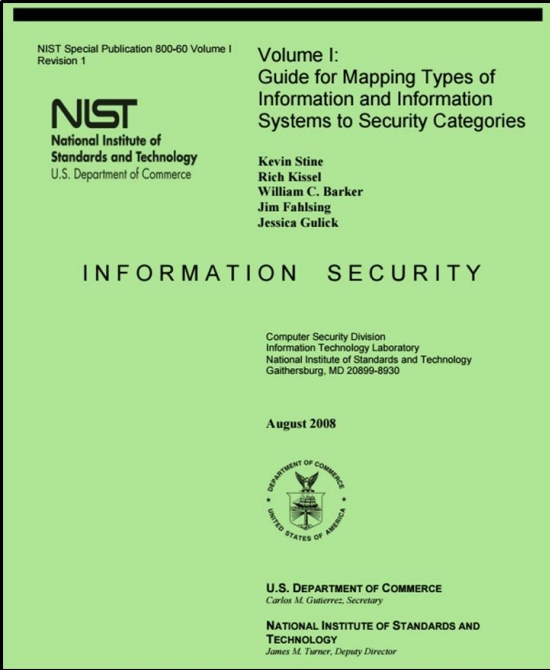 NIST Special Publication 800-60 Volume I
Revision 1
NIST
National Institute of
Standards and Technology
U.S. Department of Commerce
Volume I:
Guide for Mapping Types of
Information and Information
Systems to Security Categories
Kevin Stine
Rich Kissel
William C. Barker
Jim Fahlsing
Jessica Gulick
INFORMATION SECURITY
Computer Security Division
Information Technology Laboratory
National Institute of Standards and Technology
Gaithersburg, MD 20899-8930
August 2008
DEPARTMENT OF COMMERCE
UNITED STATES OF AMERICA
U.S. DEPARTMENT OF COMMERCE
Carlos M. Gutierrez, Secretary
NATIONAL INSTITUTE OF STANDARDS AND
TECHNOLOGY
James M. Turner, Deputy Director